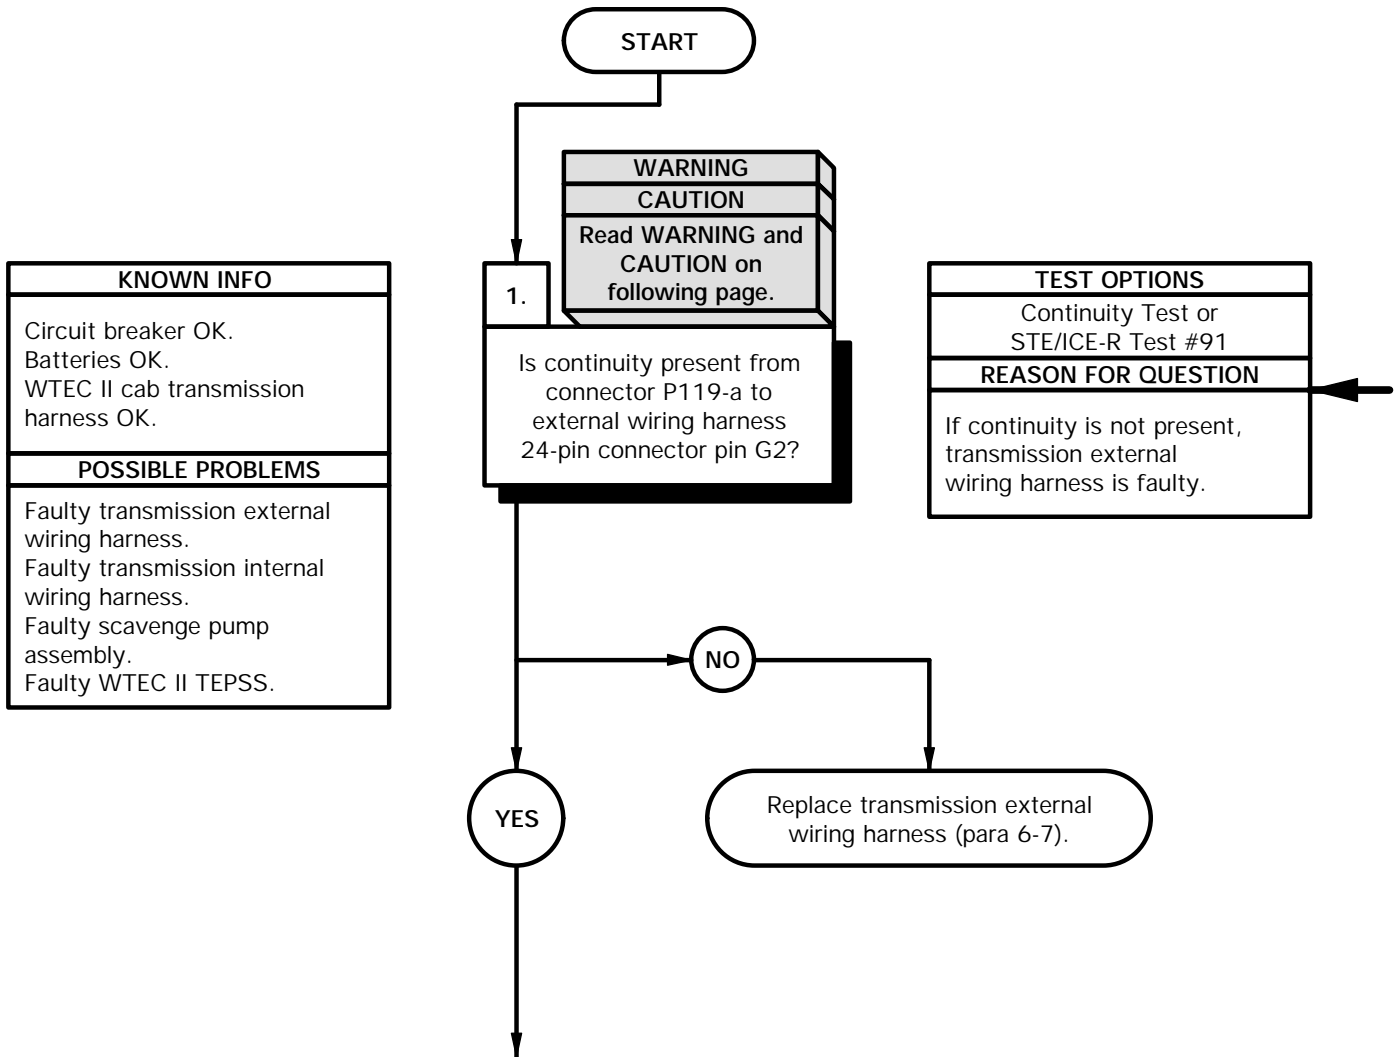 START
WARNING
CAUTION
Read WARNING and
CAUTION on
following page.
KNOWN INFO
Circuit breaker OK.
Batteries OK.
WTEC II cab transmission
harness OK.
POSSIBLE PROBLEMS
Faulty transmission external
wiring harness.
Faulty transmission internal
wiring harness.
Faulty scavenge pump
assembly.
Faulty WTEC II TEPSS.
1.
Is continuity present from
connector P119-a to
external wiring harness
24-pin connector pin G2?
TEST OPTIONS
Continuity Test or
STE/ICE-R Test #91
REASON FOR QUESTION
If continuity is not present,
transmission external
wiring harness is faulty.
NO
YES
Replace transmission external
wiring harness (para 6-7).